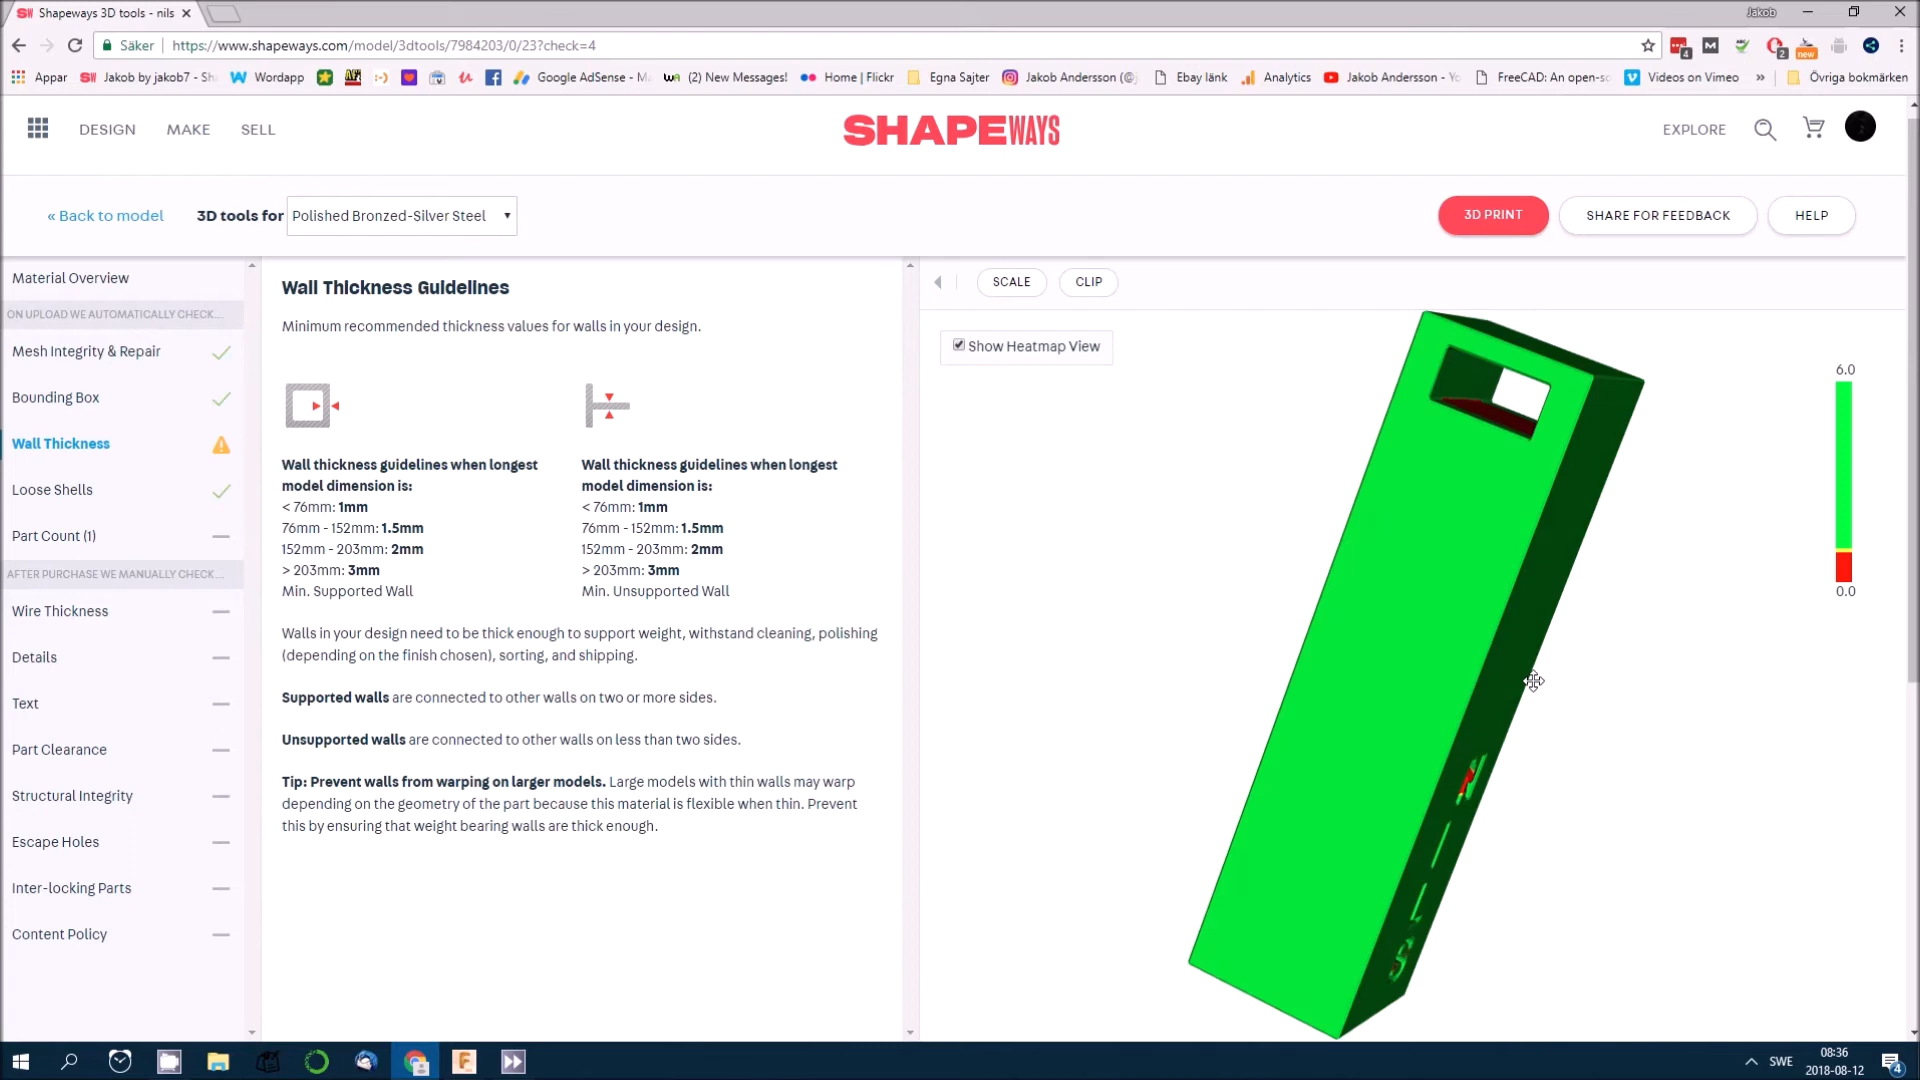 Shapeways 3D tools - nils
Jakob
Säker
https://www.shapeways.com/model/3dtools/7984203/0/23?check=4
Appar
Jakob by jakob7 - Sh
Wordapp
Google AdSense - M
(2) New Messages!
Home | Flickr
Egna Sajter
Jakob Andersson (@j
Ebay länk
Analytics
Jakob Andersson - Yo
FreeCAD: An open-so
Videos on Vimeo
»
Övriga bokmärken
DESIGN
MAKE
SELL
SHAPEWAYS
EXPLORE
« Back to model
3D tools for
Polished Bronzed-Silver Steel
3D PRINT
SHARE FOR FEEDBACK
HELP
Material Overview
ON UPLOAD WE AUTOMATICALLY CHECK...
Mesh Integrity & Repair
Bounding Box
Wall Thickness
Loose Shells
Part Count (1)
AFTER PURCHASE WE MANUALLY CHECK...
Wire Thickness
Details
Text
Part Clearance
Structural Integrity
Escape Holes
Inter-locking Parts
Content Policy
Wall Thickness Guidelines
Minimum recommended thickness values for walls in your design.
Wall thickness guidelines when longest
model dimension is:
< 76mm: 1mm
76mm - 152mm: 1.5mm
152mm - 203mm: 2mm
> 203mm: 3mm
Min. Supported Wall
Wall thickness guidelines when longest
model dimension is:
< 76mm: 1mm
76mm - 152mm: 1.5mm
152mm - 203mm: 2mm
> 203mm: 3mm
Min. Unsupported Wall
Walls in your design need to be thick enough to support weight, withstand cleaning, polishing
(depending on the finish chosen), sorting, and shipping.
Supported walls are connected to other walls on two or more sides.
Unsupported walls are connected to other walls on less than two sides.
Tip: Prevent walls from warping on larger models. Large models with thin walls may warp
depending on the geometry of the part because this material is flexible when thin. Prevent
this by ensuring that weight bearing walls are thick enough.
SCALE
CLIP
Show Heatmap View
6.0
0.0
SWE
08:36
2018-08-12
4